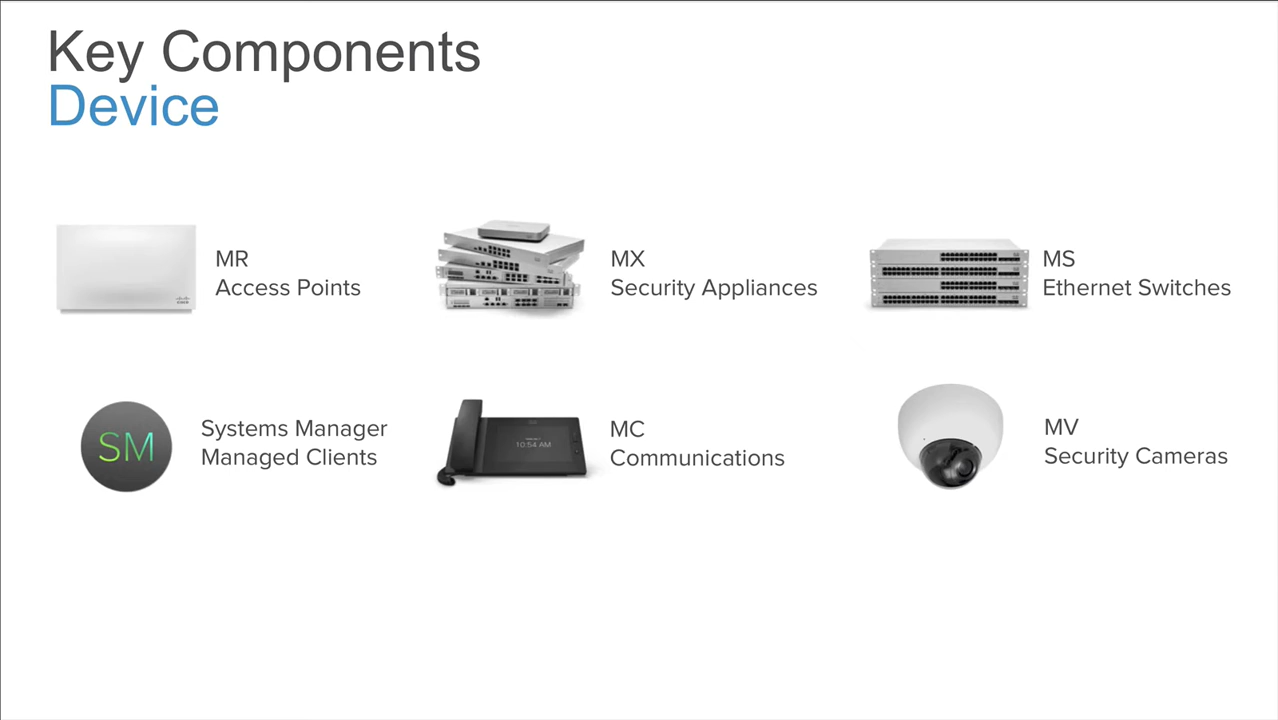 Key Components
Device
MR
Access Points
MX
Security Appliances
MS
Ethernet Switches
SM
Systems Manager
Managed Clients
10:54 AM
MC
Communications
MV
Security Cameras